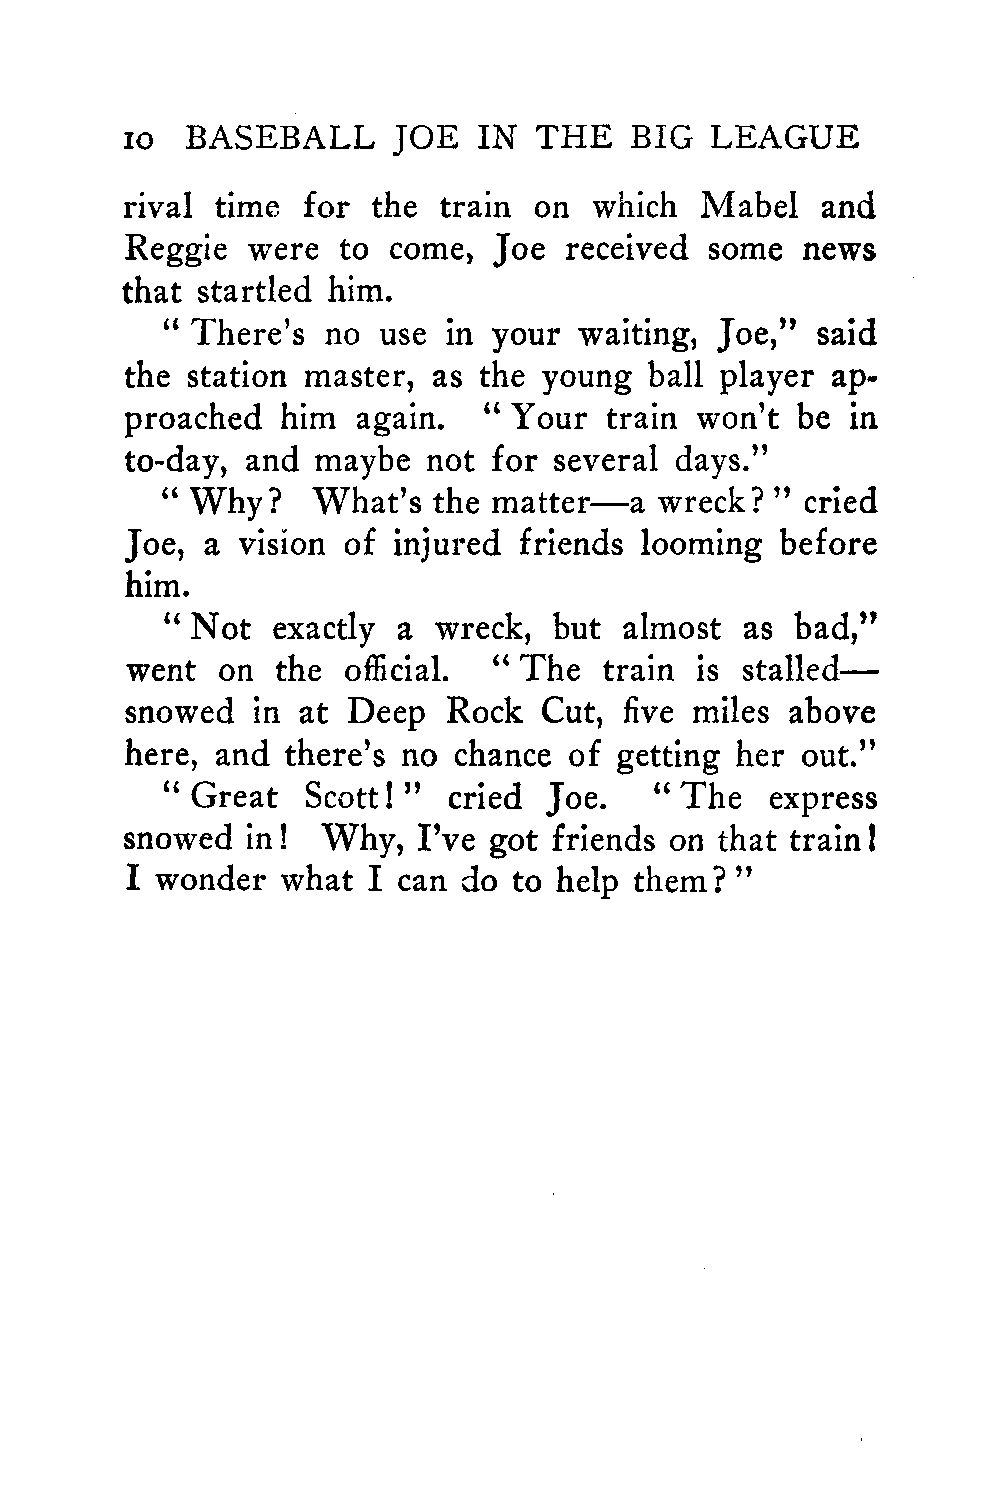 10 BASEBALL JOE IN THE BIG LEAGUE
rival time for the train on which Mabel and
Reggie were to come, Joe received some news
that startled him.
“ There's no use in your waiting, Joe,” said
the station master, as the young ball player ap-
proached him again. “ Your train won't be in
to-day, and maybe not for several days.”
“ Why? What's the matter—a wreck? ” cried
Joe, a vision of injured friends looming before
him.
“ Not exactly a wreck, but almost as bad,”
went on the official. “ The train is stalled—
snowed in at Deep Rock Cut, five miles above
here, and there's no chance of getting her out.”
“ Great Scott! ” cried Joe. “ The express
snowed in! Why, I've got friends on that train!
I wonder what I can do to help them? ”